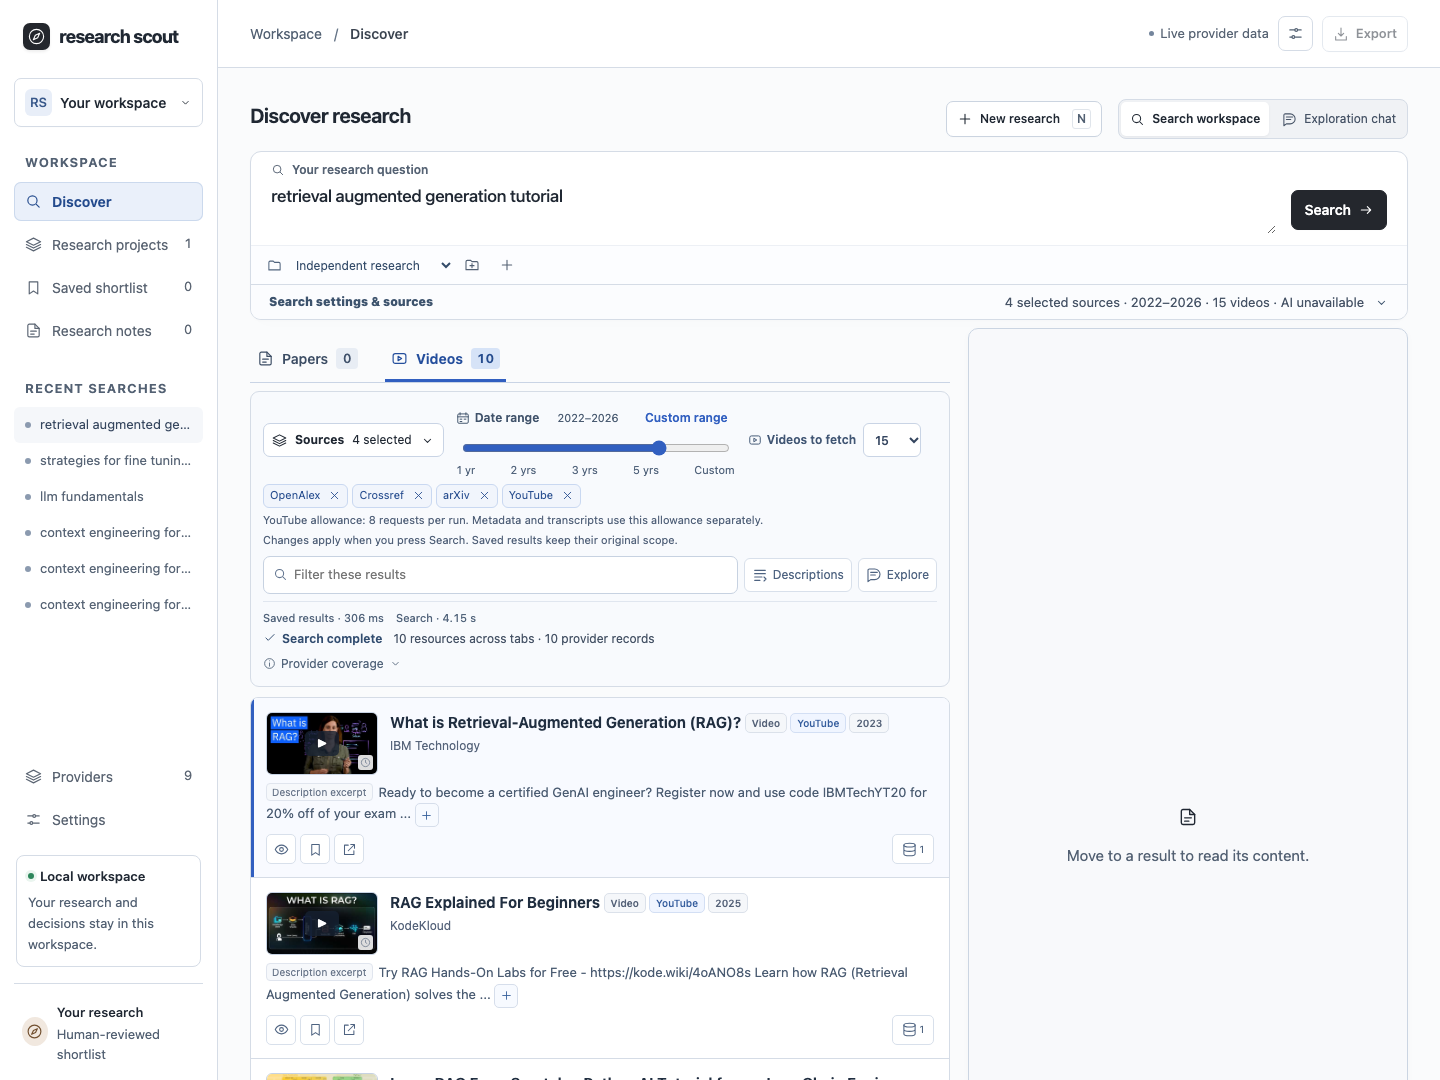 research scout
RS Your workspace
WORKSPACE
Discover
Research projects 1
Saved shortlist 0
Research notes 0
RECENT SEARCHES
retrieval augmented ge...
strategies for fine tunin...
llm fundamentals
context engineering for...
context engineering for...
context engineering for...
Providers 9
Settings
Local workspace
Your research and
decisions stay in this
workspace.
Your research
Human-reviewed
shortlist
Workspace / Discover
Live provider data
Export
Discover research
New research N
Search workspace
Exploration chat
Your research question
retrieval augmented generation tutorial
Search
Independent research
Search settings & sources
4 selected sources · 2022–2026 · 15 videos · AI unavailable
Papers 0
Videos 10
Sources 4 selected
Date range 2022–2026 Custom range
1 yr 2 yrs 3 yrs 5 yrs Custom
Videos to fetch 15
OpenAlex
Crossref
arXiv
YouTube
YouTube allowance: 8 requests per run. Metadata and transcripts use this allowance separately.
Changes apply when you press Search. Saved results keep their original scope.
Filter these results
Descriptions
Explore
Saved results · 306 ms Search · 4.15 s
Search complete 10 resources across tabs · 10 provider records
Provider coverage
What is
RAG?
What is Retrieval-Augmented Generation (RAG)? Video YouTube 2023
IBM Technology
Description excerpt Ready to become a certified GenAI engineer? Register now and use code IBMTechYT20 for
20% off of your exam ...
1
WHAT IS RAG?
RAG Explained For Beginners Video YouTube 2025
KodeKloud
Description excerpt Try RAG Hands-On Labs for Free - https://kode.wiki/4oANO8s Learn how RAG (Retrieval
Augmented Generation) solves the ...
1
Move to a result to read its content.